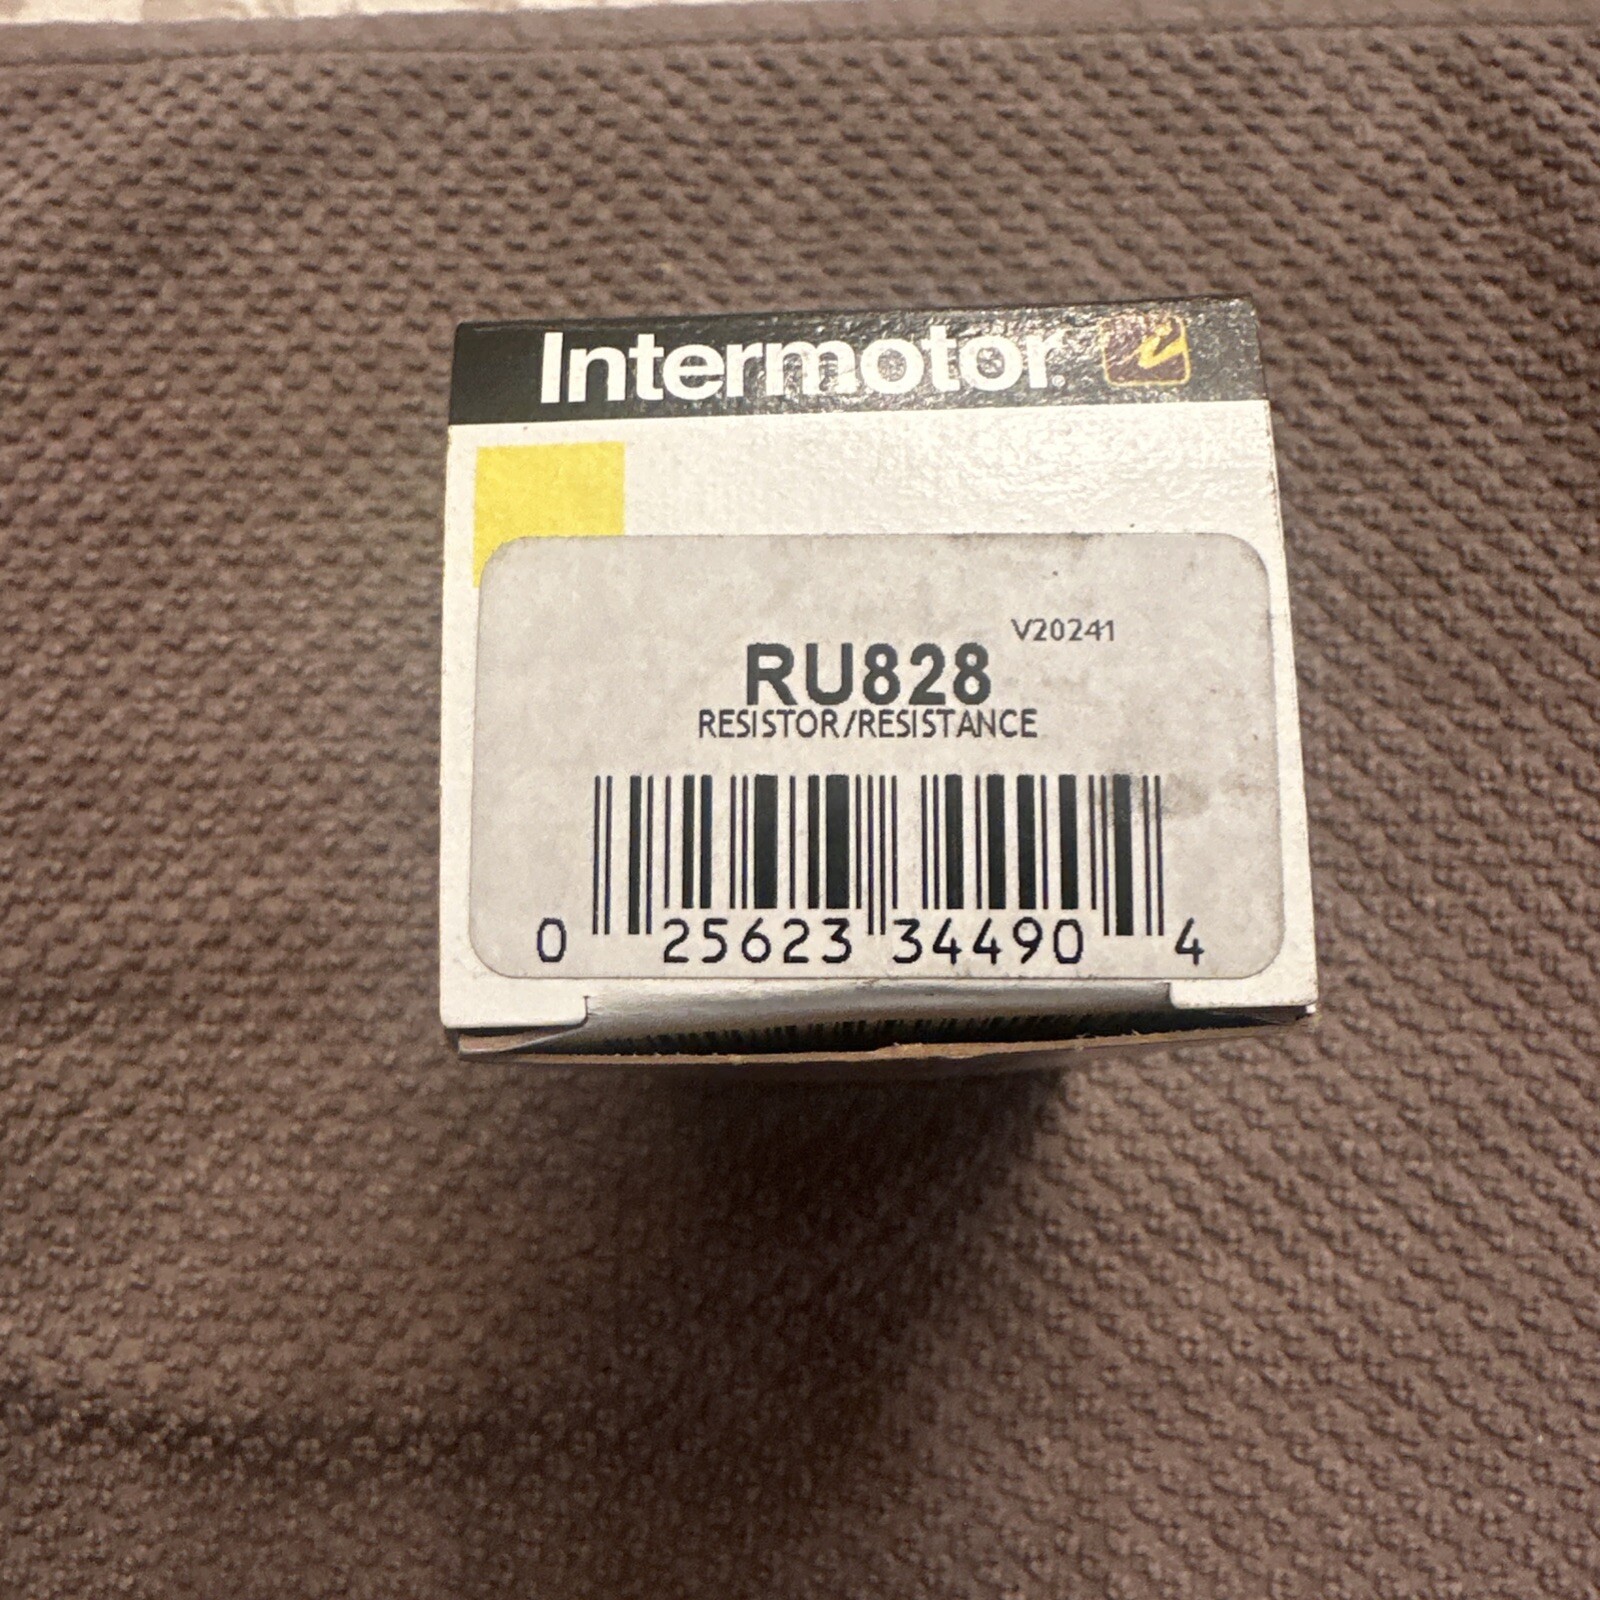 Intermotor. i
V20241
RU828
RESISTOR/RESISTANCE
0 25623 34490 4